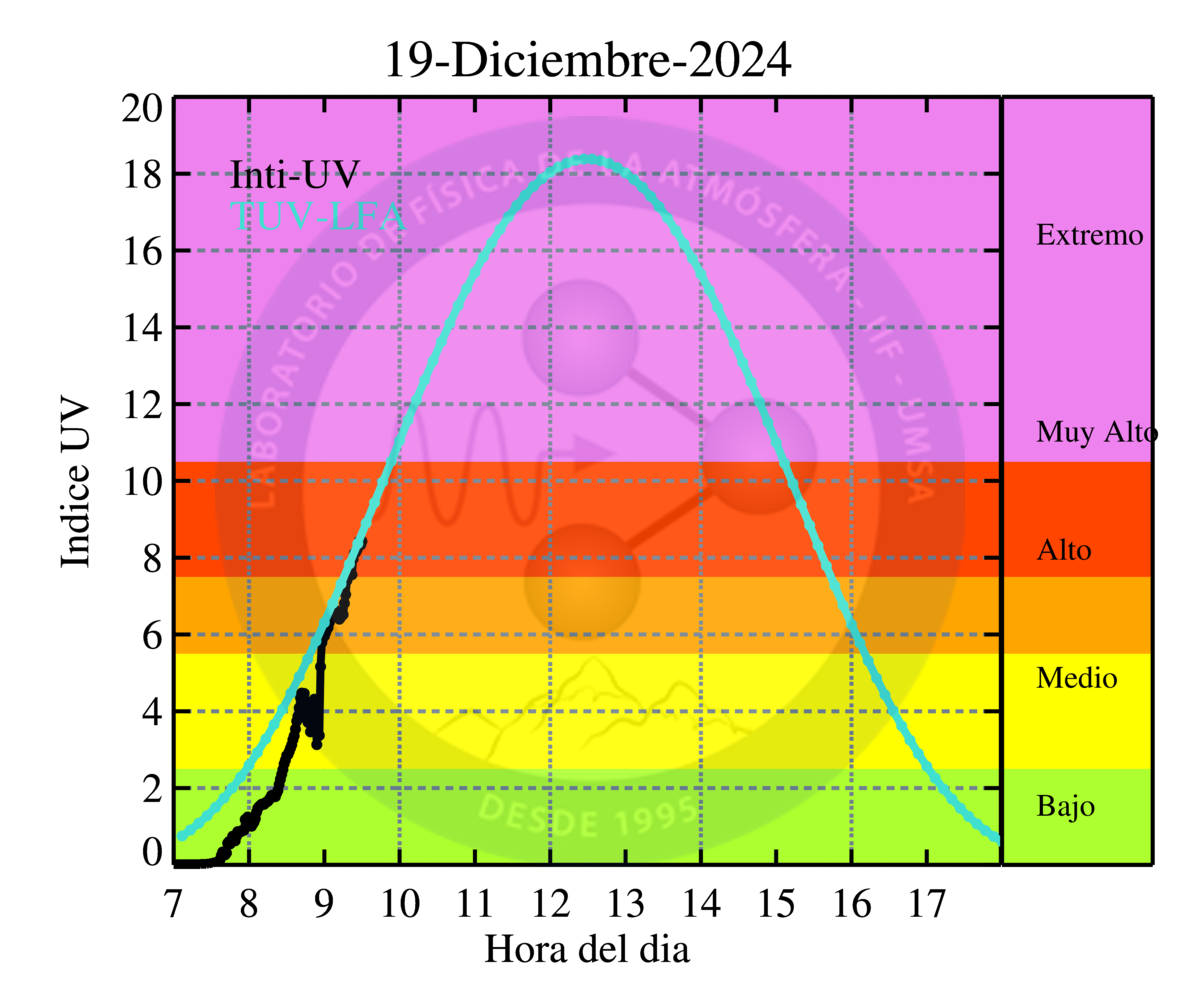 19-Diciembre-2024
Inti-UV
TUV-LFA
LABORATORIO DE FÍSICA DE LA ATMÓSFERA - IIF - UMSA
DESDE 1995
Indice UV
20
18
16
14
12
10
8
6
4
2
0
Extremo
Muy Alto
Alto
Medio
Bajo
7 8 9 10 11 12 13 14 15 16 17
Hora del dia